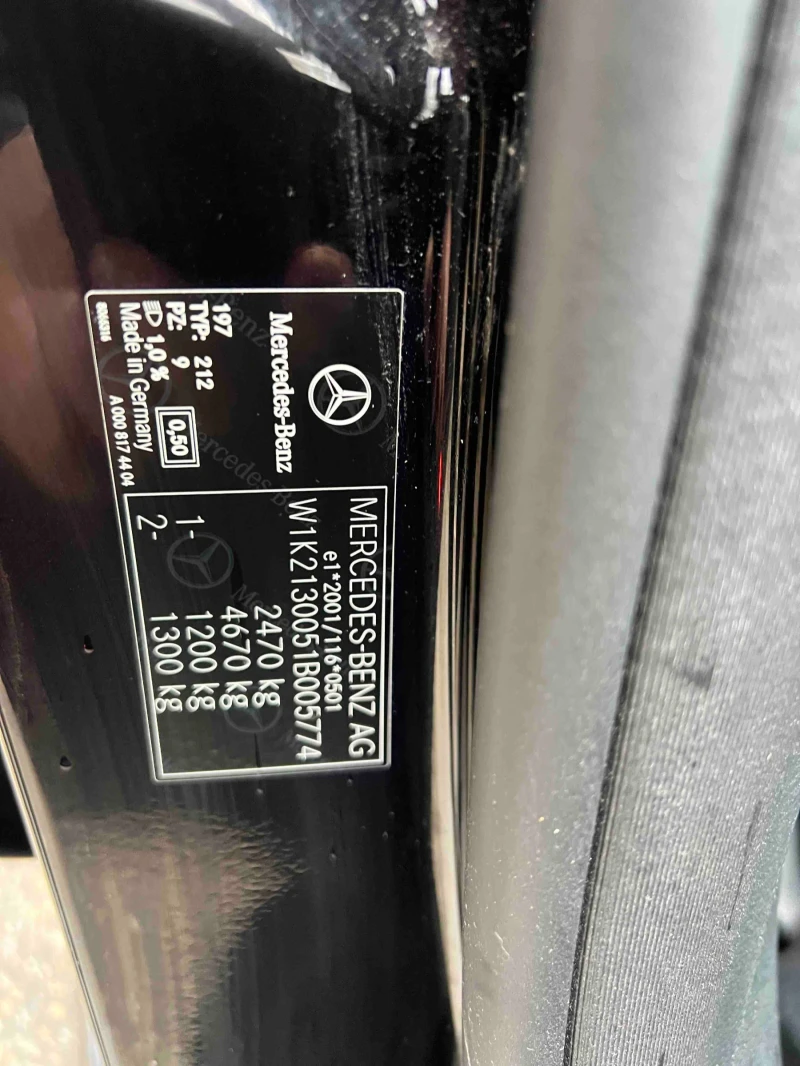 Mercedes-Benz
197
TYP: 212
PZ: 9
1,0 %
0,50
Made in Germany
A 000 817 44 04
MERCEDES-BENZ AG
e1*2001/116*0501
W1K2130051B005774
2470 kg
4670 kg
1- 1200 kg
2- 1300 kg